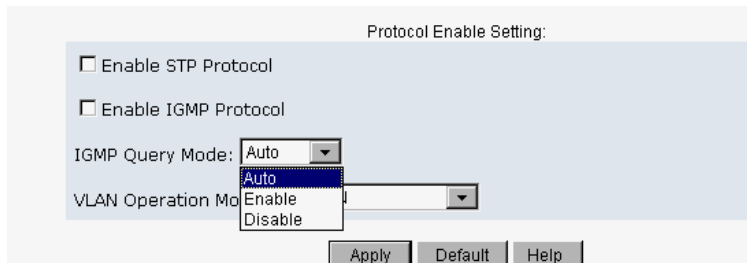 Protocol Enable Setting:
Enable STP Protocol
Enable IGMP Protocol
IGMP Query Mode: Auto
Auto
Enable
Disable
VLAN Operation Mo
Apply Default Help